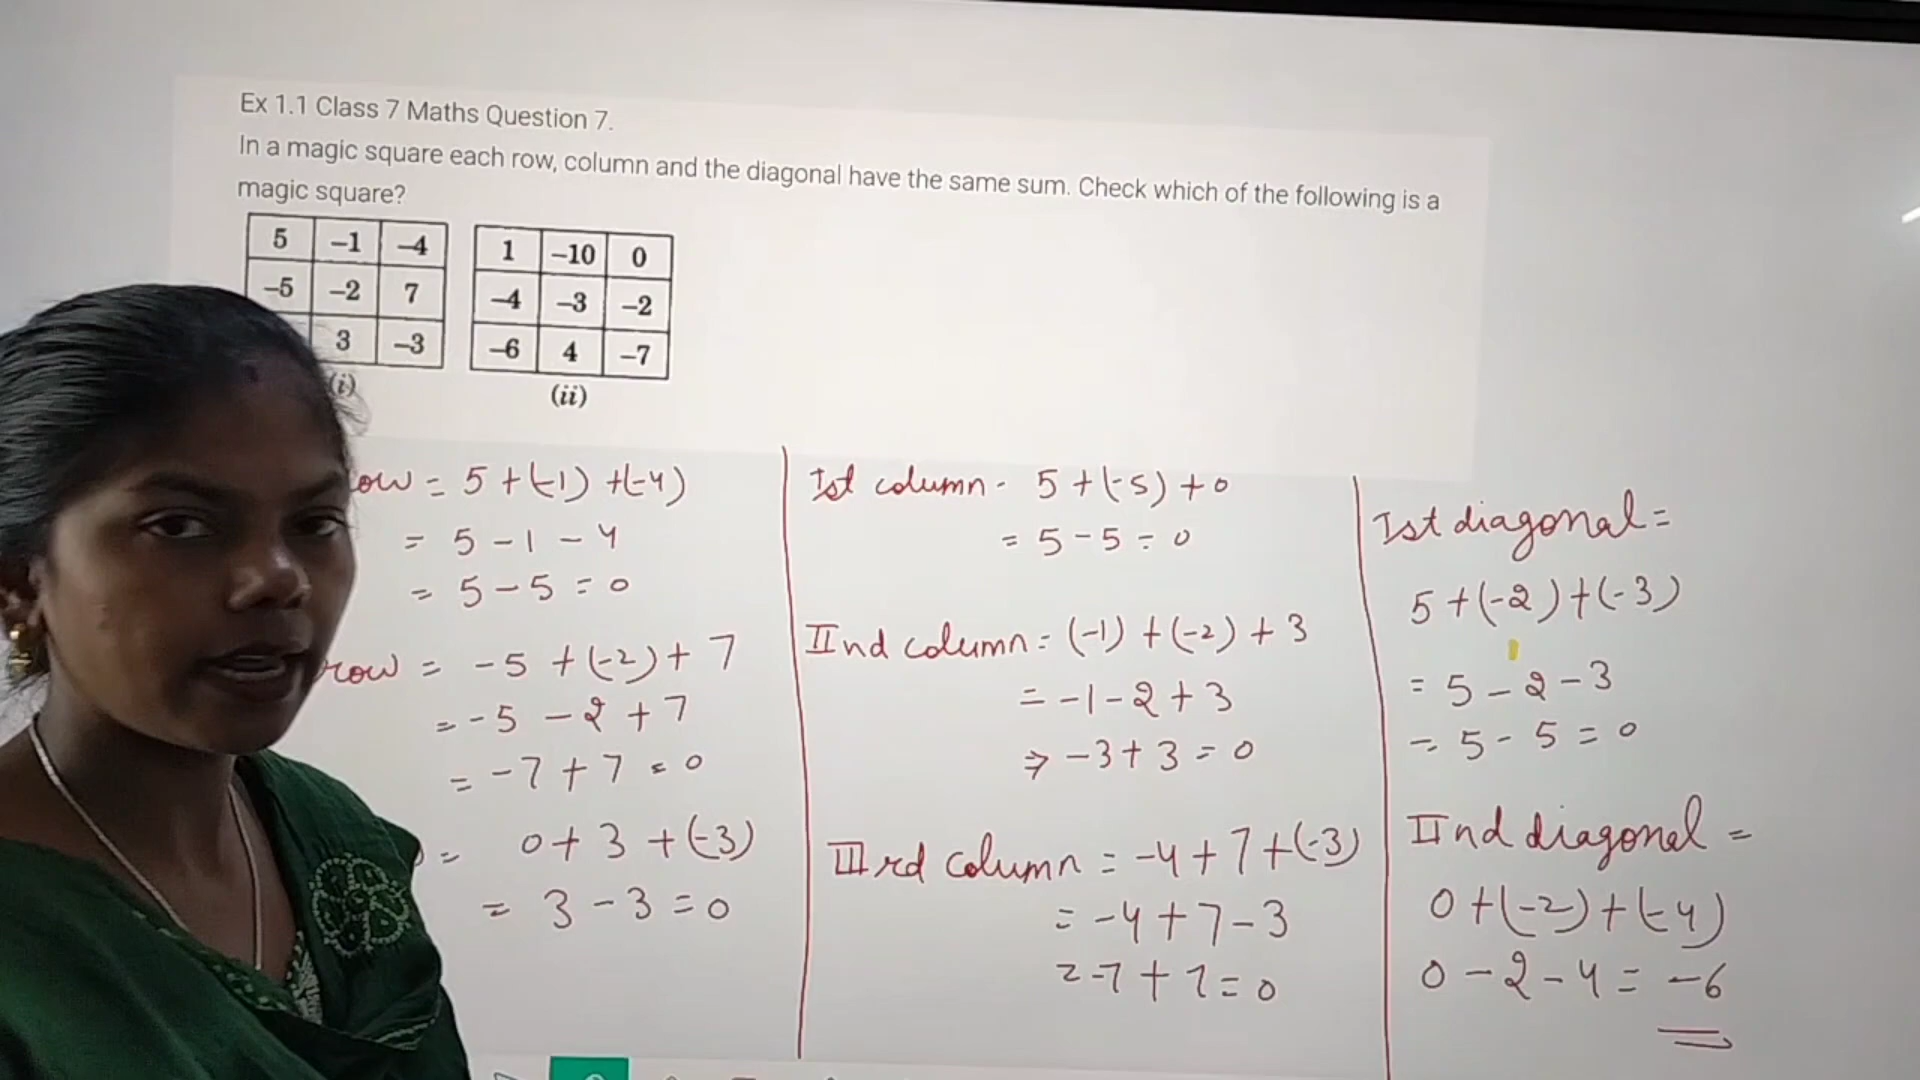 Ex 1.1 Class 7 Maths Question 7.
In a magic square each row, column and the diagonal have the same sum. Check which of the following is a
magic square?
5 –1 –4
–5 –2 7
3 –3
(i)
1 –10 0
–4 –3 –2
–6 4 –7
(ii)
row = 5 + (-1) + (-4)
= 5 - 1 - 4
= 5 - 5 = 0
row = -5 + (-2) + 7
= -5 - 2 + 7
= -7 + 7 = 0
= 0 + 3 + (-3)
= 3 - 3 = 0
Ist column - 5 + (-5) + 0
= 5 - 5 = 0
IInd column = (-1) + (-2) + 3
= -1 - 2 + 3
⇒ -3 + 3 = 0
IIIrd column = -4 + 7 + (-3)
= -4 + 7 - 3
= -7 + 7 = 0
Ist diagonal =
5 + (-2) + (-3)
= 5 - 2 - 3
= 5 - 5 = 0
IInd diagonal =
0 + (-2) + (-4)
0 - 2 - 4 = -6